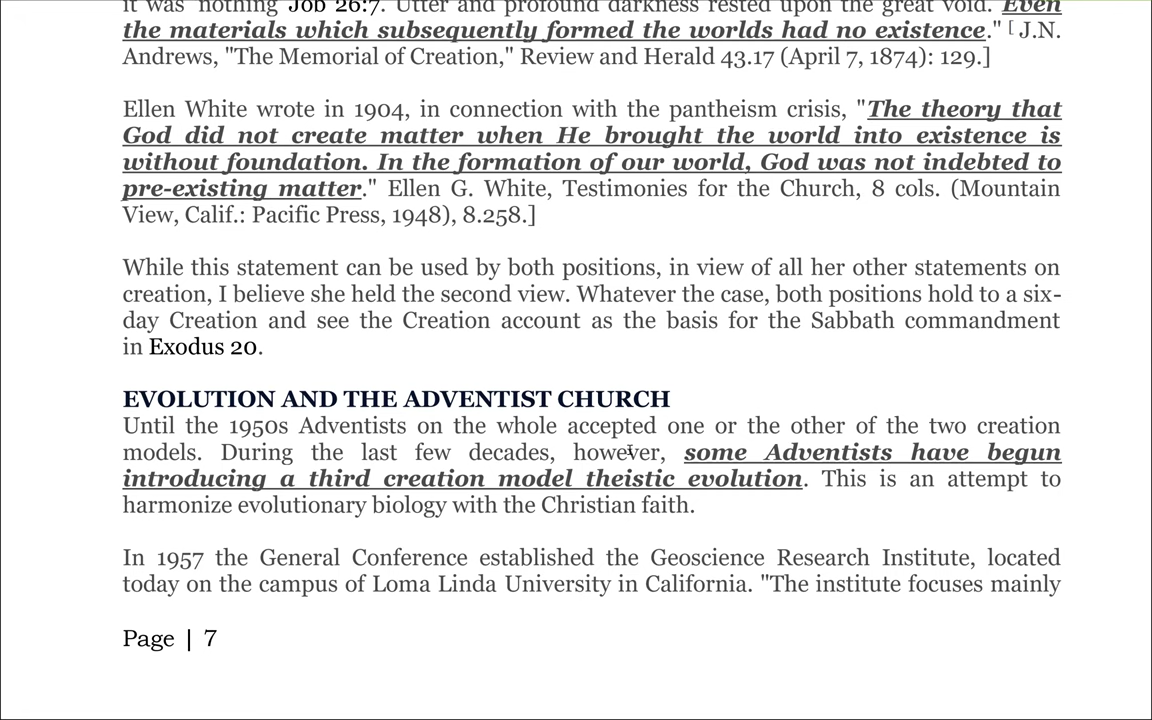 it was 'nothing' Job 26:7. Utter and profound darkness rested upon the great void. Even
the materials which subsequently formed the worlds had no existence." [ J.N.
Andrews, "The Memorial of Creation," Review and Herald 43.17 (April 7, 1874): 129.]
Ellen White wrote in 1904, in connection with the pantheism crisis, "The theory that
God did not create matter when He brought the world into existence is
without foundation. In the formation of our world, God was not indebted to
pre-existing matter." Ellen G. White, Testimonies for the Church, 8 cols. (Mountain
View, Calif.: Pacific Press, 1948), 8.258.]
While this statement can be used by both positions, in view of all her other statements on
creation, I believe she held the second view. Whatever the case, both positions hold to a six-
day Creation and see the Creation account as the basis for the Sabbath commandment
in Exodus 20.
EVOLUTION AND THE ADVENTIST CHURCH
Until the 1950s Adventists on the whole accepted one or the other of the two creation
models. During the last few decades, however, some Adventists have begun
introducing a third creation model theistic evolution. This is an attempt to
harmonize evolutionary biology with the Christian faith.
In 1957 the General Conference established the Geoscience Research Institute, located
today on the campus of Loma Linda University in California. "The institute focuses mainly
Page | 7